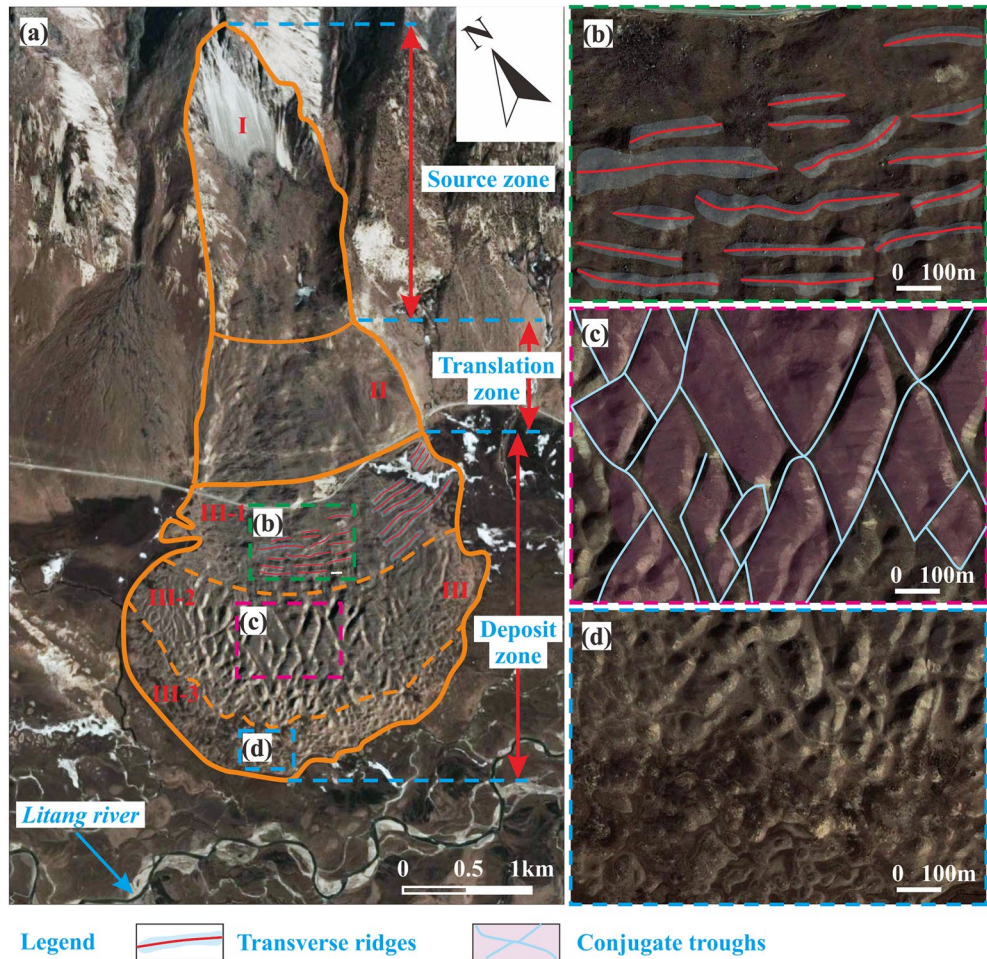 (a)
N
I
Source zone
Translation
zone
II
III-1
(b)
III-2
III
(c)
Deposit
zone
III-3
(d)
Litang river
0 0.5 1km
(b)
0 100m
(c)
0 100m
(d)
0 100m
Legend
Transverse ridges
Conjugate troughs